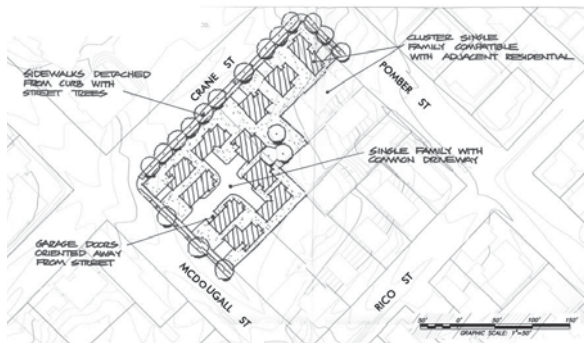 CLUSTER SINGLE
FAMILY COMPATIBLE
WITH ADJACENT RESIDENTIAL
SIDEWALKS DETACHED
FROM CURB WITH
STREET TREES
CRANE ST
POMBER ST
SINGLE FAMILY WITH
COMMON DRIVEWAY
GARAGE DOORS
ORIENTED AWAY
FROM STREET
MCDOUGALL ST
RICO ST
50' 0' 50' 100' 150'
GRAPHIC SCALE: 1"=50'